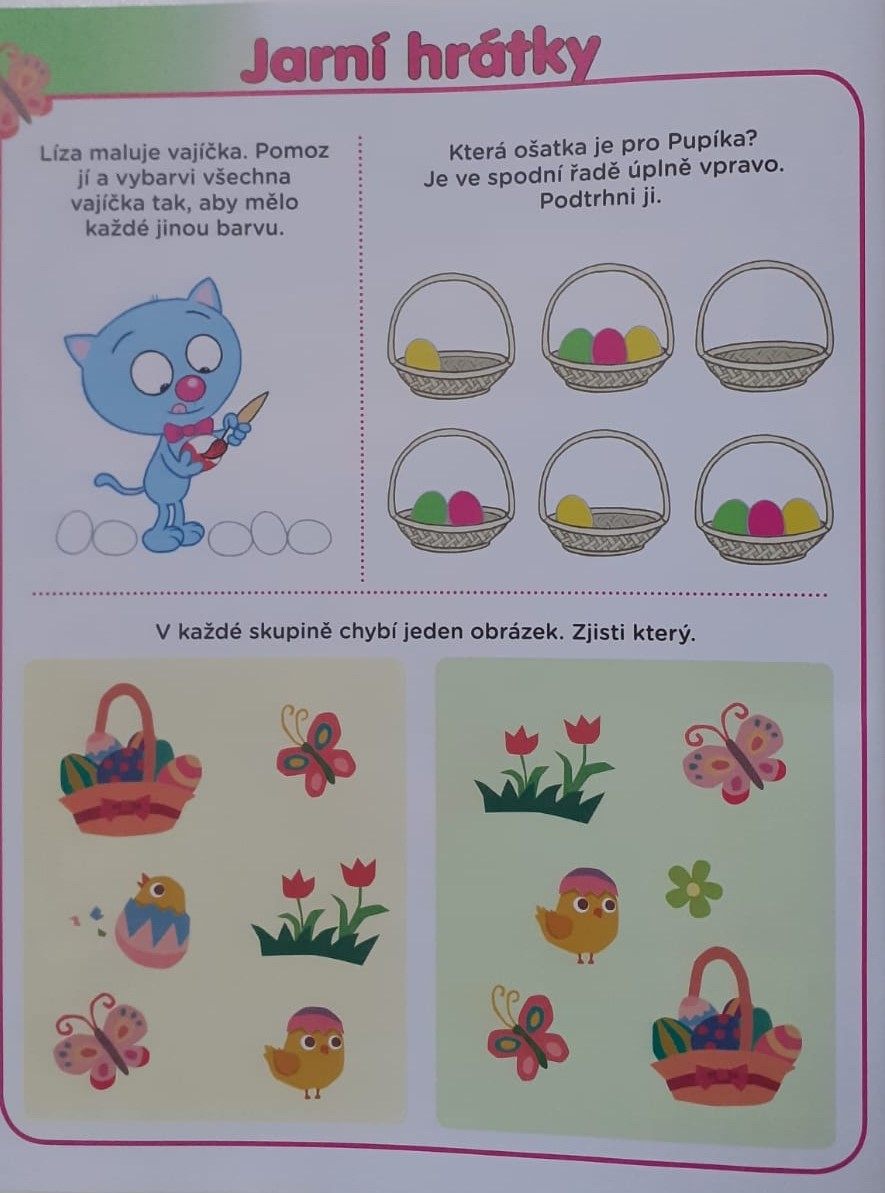 Jarní hrátky
Líza maluje vajíčka. Pomoz
jí a vybarvi všechna
vajíčka tak, aby mělo
každé jinou barvu.
Která ošatka je pro Pupíka?
Je ve spodní řadě úplně vpravo.
Podtrhni ji.
V každé skupině chybí jeden obrázek. Zjisti který.